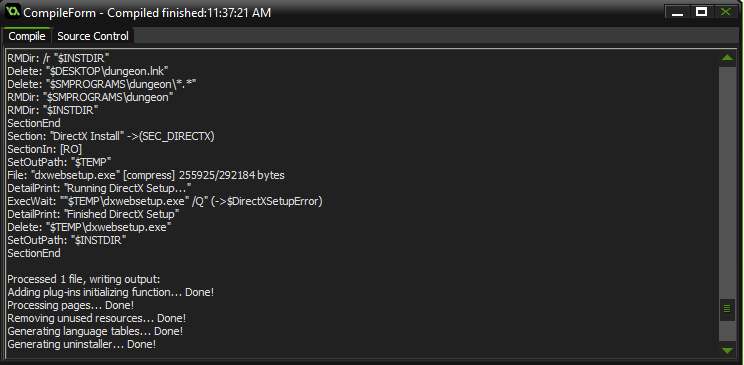 CompileForm - Compiled finished:11:37:21 AM
Compile Source Control
RMDir: /r "$INSTDIR"
Delete: "$DESKTOP\dungeon.lnk"
Delete: "$SMPROGRAMS\dungeon\*.*"
RMDir: "$SMPROGRAMS\dungeon"
RMDir: "$INSTDIR"
SectionEnd
Section: "DirectX Install" ->(SEC_DIRECTX)
SectionIn: [RO]
SetOutPath: "$TEMP"
File: "dxwebsetup.exe" [compress] 255925/292184 bytes
DetailPrint: "Running DirectX Setup..."
ExecWait: ""$TEMP\dxwebsetup.exe" /Q" (->$DirectXSetupError)
DetailPrint: "Finished DirectX Setup"
Delete: "$TEMP\dxwebsetup.exe"
SetOutPath: "$INSTDIR"
SectionEnd
Processed 1 file, writing output:
Adding plug-ins initializing function... Done!
Processing pages... Done!
Removing unused resources... Done!
Generating language tables... Done!
Generating uninstaller... Done!